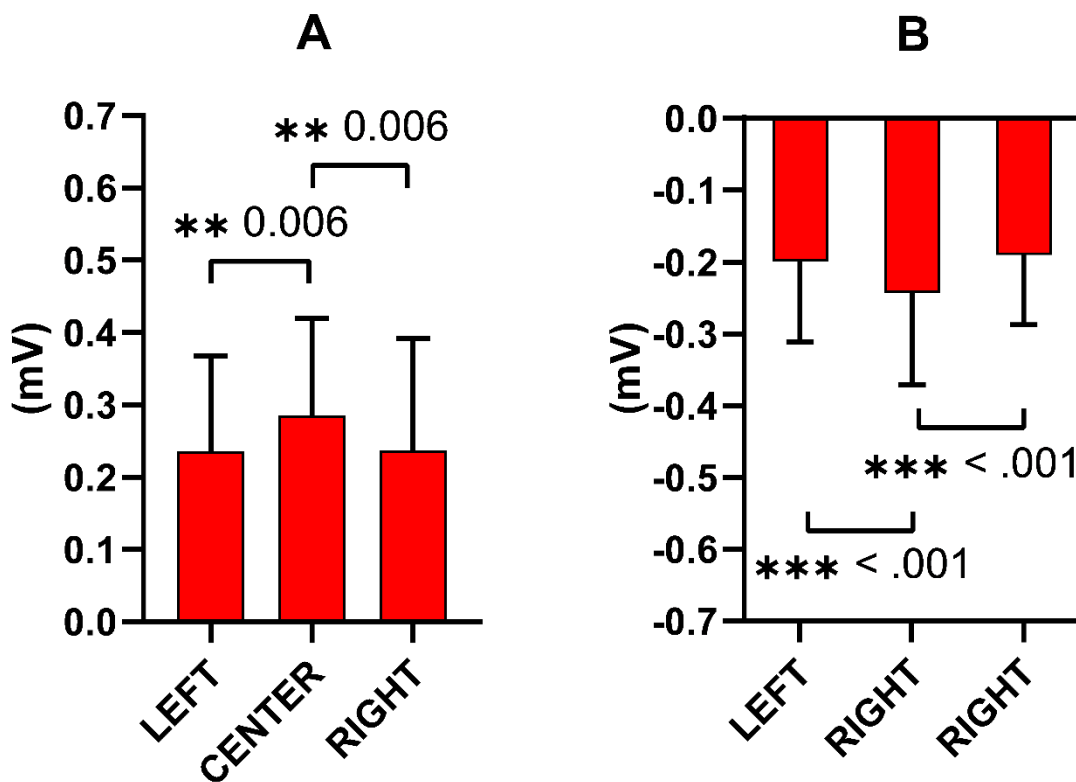 A
(mV)
0.7
0.6
0.5
0.4
0.3
0.2
0.1
0.0
** 0.006
** 0.006
LEFT
CENTER
RIGHT
B
(mV)
0.0
-0.1
-0.2
-0.3
-0.4
-0.5
-0.6
-0.7
*** < .001
*** < .001
LEFT
RIGHT
RIGHT